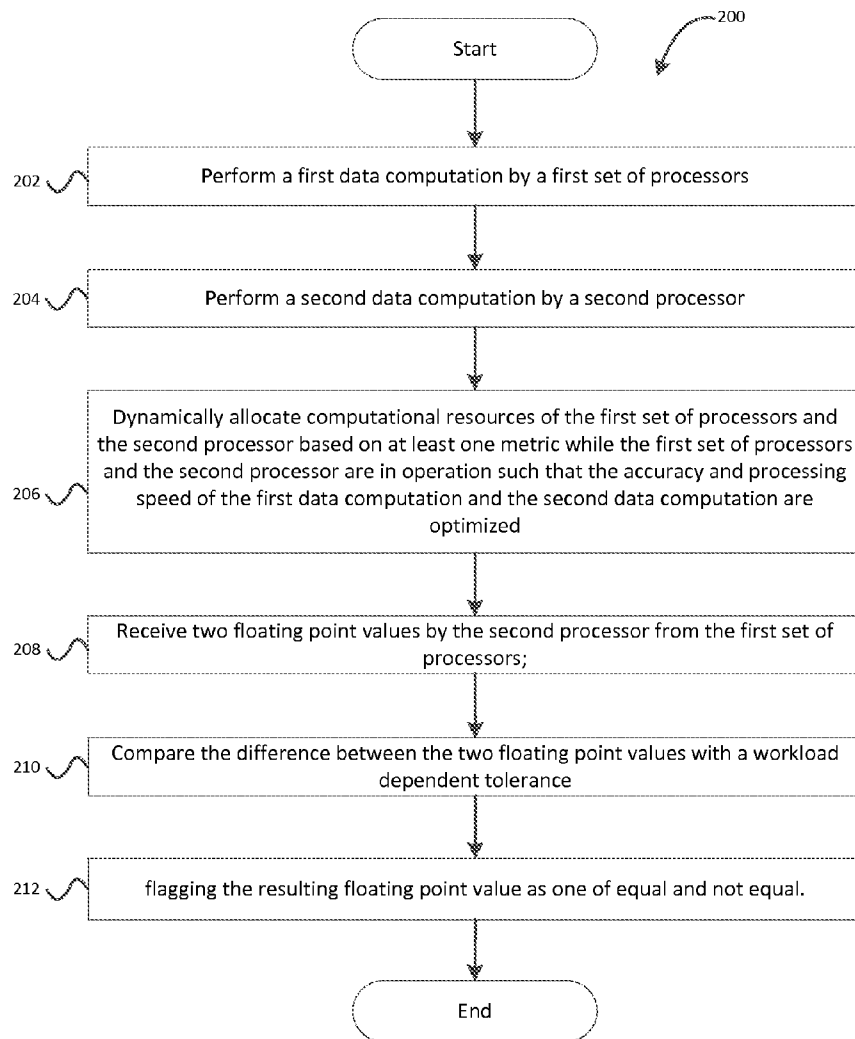 Start
200
202
Perform a first data computation by a first set of processors
204
Perform a second data computation by a second processor
206
Dynamically allocate computational resources of the first set of processors and
the second processor based on at least one metric while the first set of processors
and the second processor are in operation such that the accuracy and processing
speed of the first data computation and the second data computation are
optimized
208
Receive two floating point values by the second processor from the first set of
processors;
210
Compare the difference between the two floating point values with a workload
dependent tolerance
212
flagging the resulting floating point value as one of equal and not equal.
End